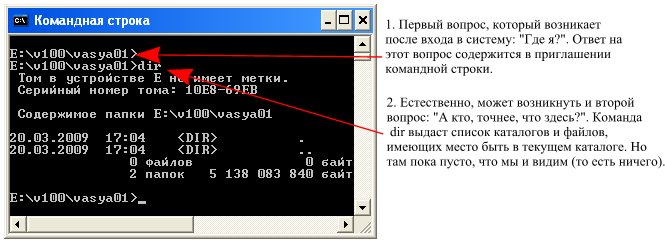 Командная строка
E:\v100\vasya01>
E:\v100\vasya01>dir
Том в устройстве E не имеет метки.
Серийный номер тома: 10E8-69EB
Содержимое папки E:\v100\vasya01
20.03.2009 17:04 <DIR> .
20.03.2009 17:04 <DIR> ..
0 файлов 0 байт
2 папок 5 138 083 840 байт
E:\v100\vasya01>_
1. Первый вопрос, который возникает
после входа в систему: "Где я?". Ответ на
этот вопрос содержится в приглашении
командной строки.
2. Естественно, может возникнуть и второй
вопрос: "А кто, точнее, что здесь?". Команда
dir выдаст список каталогов и файлов,
имеющих место быть в текущем каталоге. Но
там пока пусто, что мы и видим (то есть ничего).